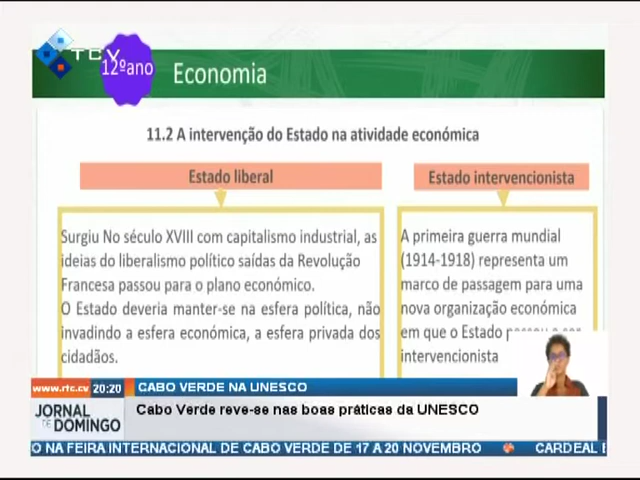 TCV
12ºano
Economia
11.2 A intervenção do Estado na atividade económica
Estado liberal
Surgiu No século XVIII com capitalismo industrial, as
ideias do liberalismo político saídas da Revolução
Francesa passou para o plano económico.
O Estado deveria manter-se na esfera política, não
invadindo a esfera económica, a esfera privada dos
cidadãos.
Estado intervencionista
A primeira guerra mundial
(1914-1918) representa um
marco de passagem para uma
nova organização económica
em que o Estado
intervencionista
www.rtc.cv 20:20
CABO VERDE NA UNESCO
JORNAL
DE DOMINGO
Cabo Verde reve-se nas boas práticas da UNESCO
O NA FEIRA INTERNACIONAL DE CABO VERDE DE 17 A 20 NOVEMBRO CARDEAL